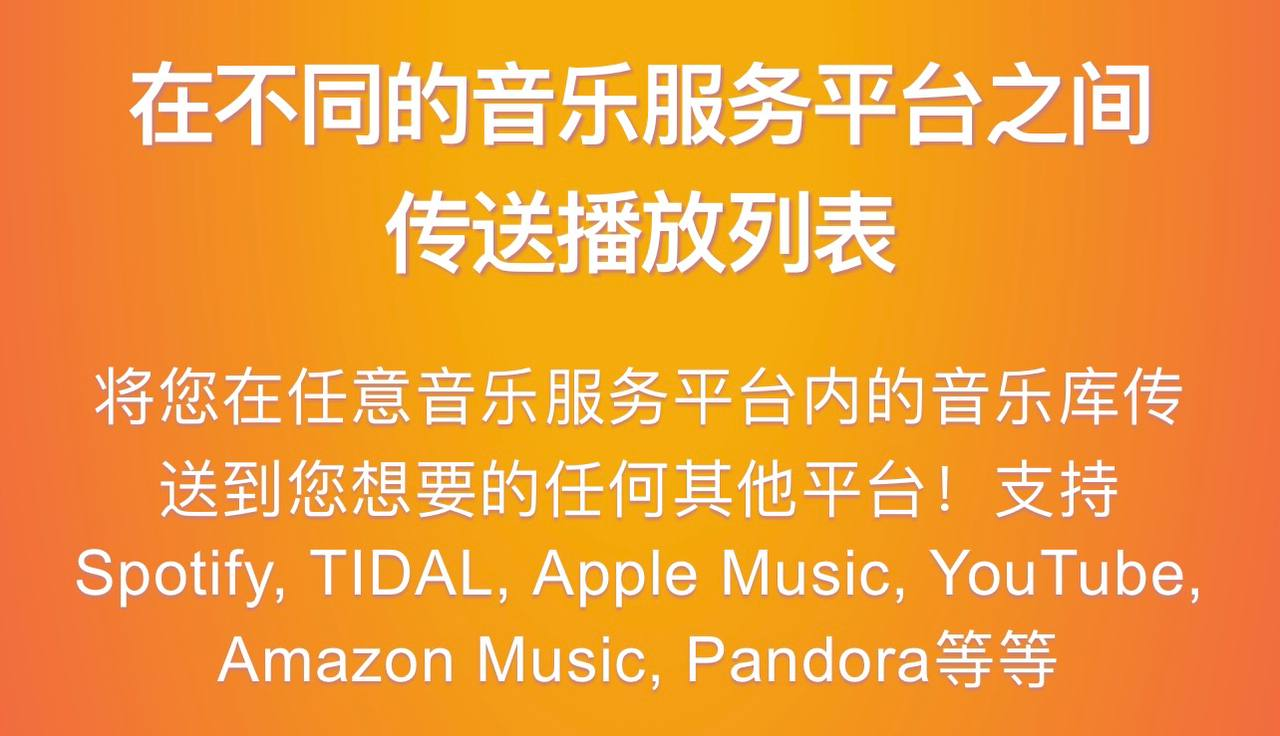 在不同的音乐服务平台之间
传送播放列表
将您在任意音乐服务平台内的音乐库传
送到您想要的任何其他平台！支持
Spotify, TIDAL, Apple Music, YouTube,
Amazon Music, Pandora等等